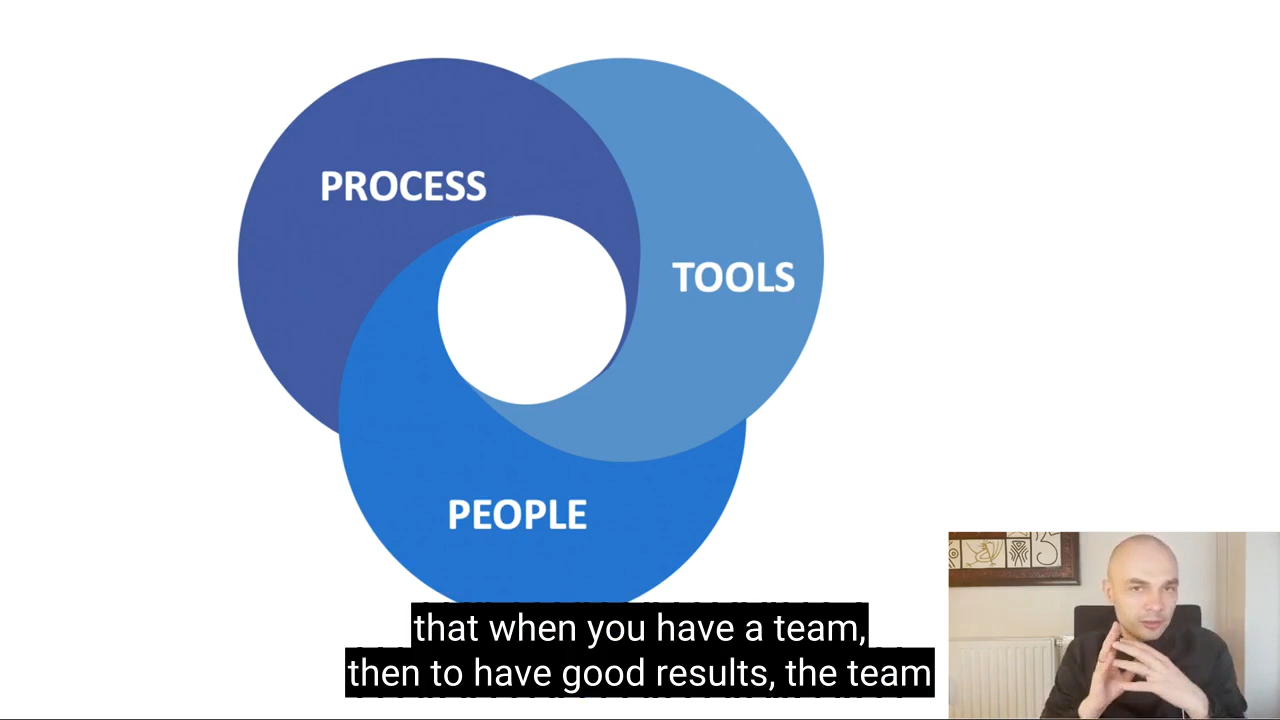 PROCESS
TOOLS
PEOPLE
that when you have a team,
then to have good results, the team